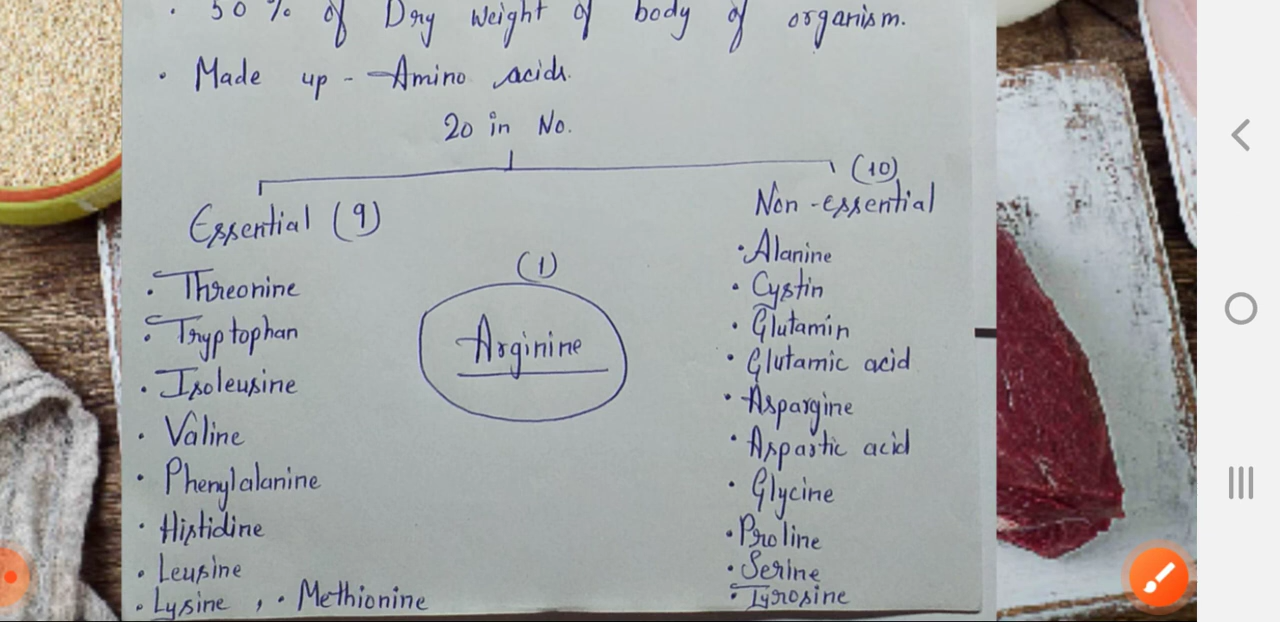 · 50% of Dry Weight of body of organism.
· Made up - Amino acids.
20 in No.
Essential (9)
· Threonine
· Tryptophan
· Isoleusine
· Valine
· Phenylalanine
· Histidine
· Leusine
· Lysine , · Methionine
(1)
Arginine
(10)
Non-essential
· Alanine
· Cystin
· Glutamin
· Glutamic acid
· Aspargine
· Aspartic acid
· Glycine
· Proline
· Serine
· Tyrosine